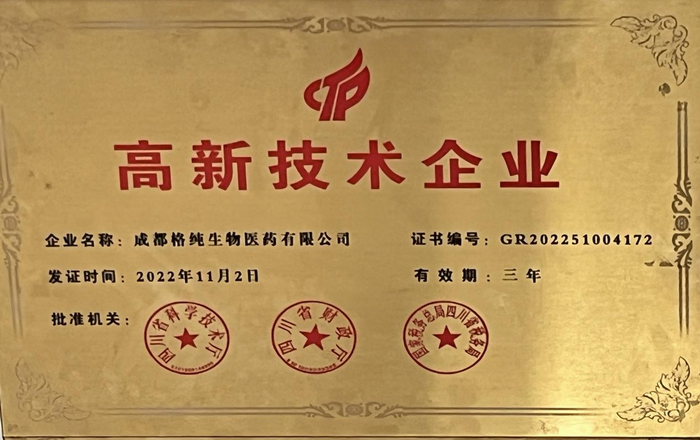 高新技术企业
企业名称：成都格纯生物医药有限公司 证书编号：GR202251004172
发证时间：2022年11月2日 有效期：三年
批准机关：
四川省科学技术厅 四川省财政厅 国家税务总局四川省税务局